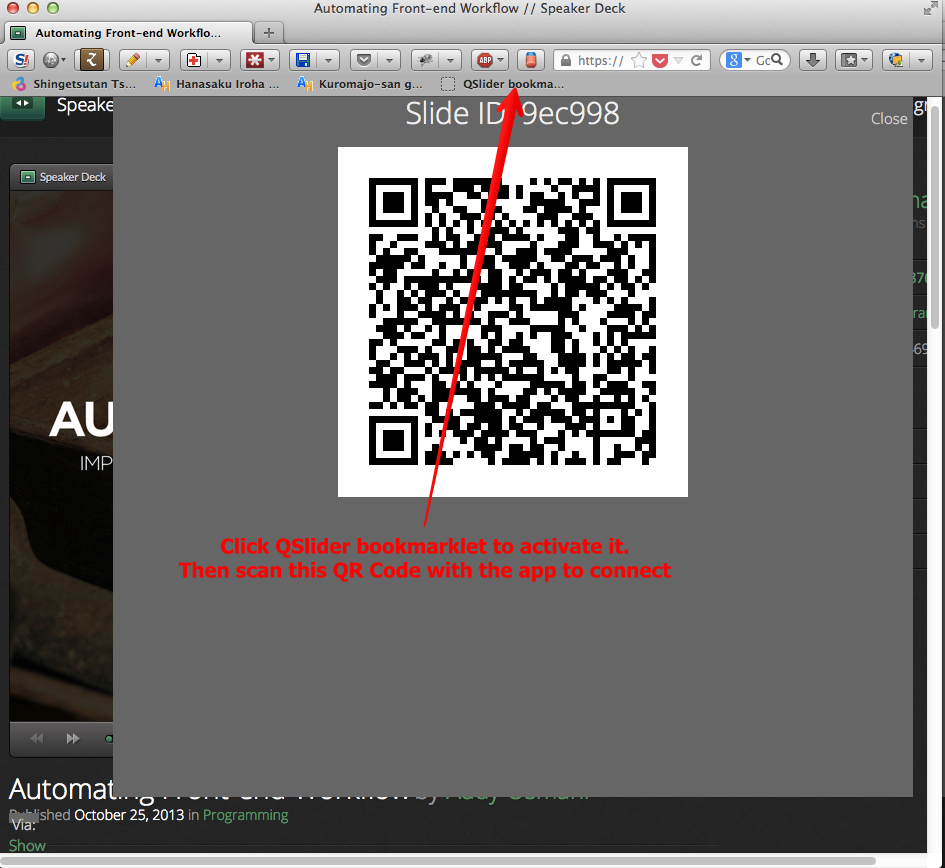 Automating Front-end Workflow // Speaker Deck
Automating Front-end Workflo...
https://
Shingetsutan Ts... Hanasaku Iroha ... Kuromajo-san g... QSlider bookma...
Slide ID: 9ec998
Close
Speaker Deck
AU
IMP
Click QSlider bookmarklet to activate it.
Then scan this QR Code with the app to connect
Automating Front-end Workflow by Addy Osmani
Published October 25, 2013 in Programming
Via:
Show